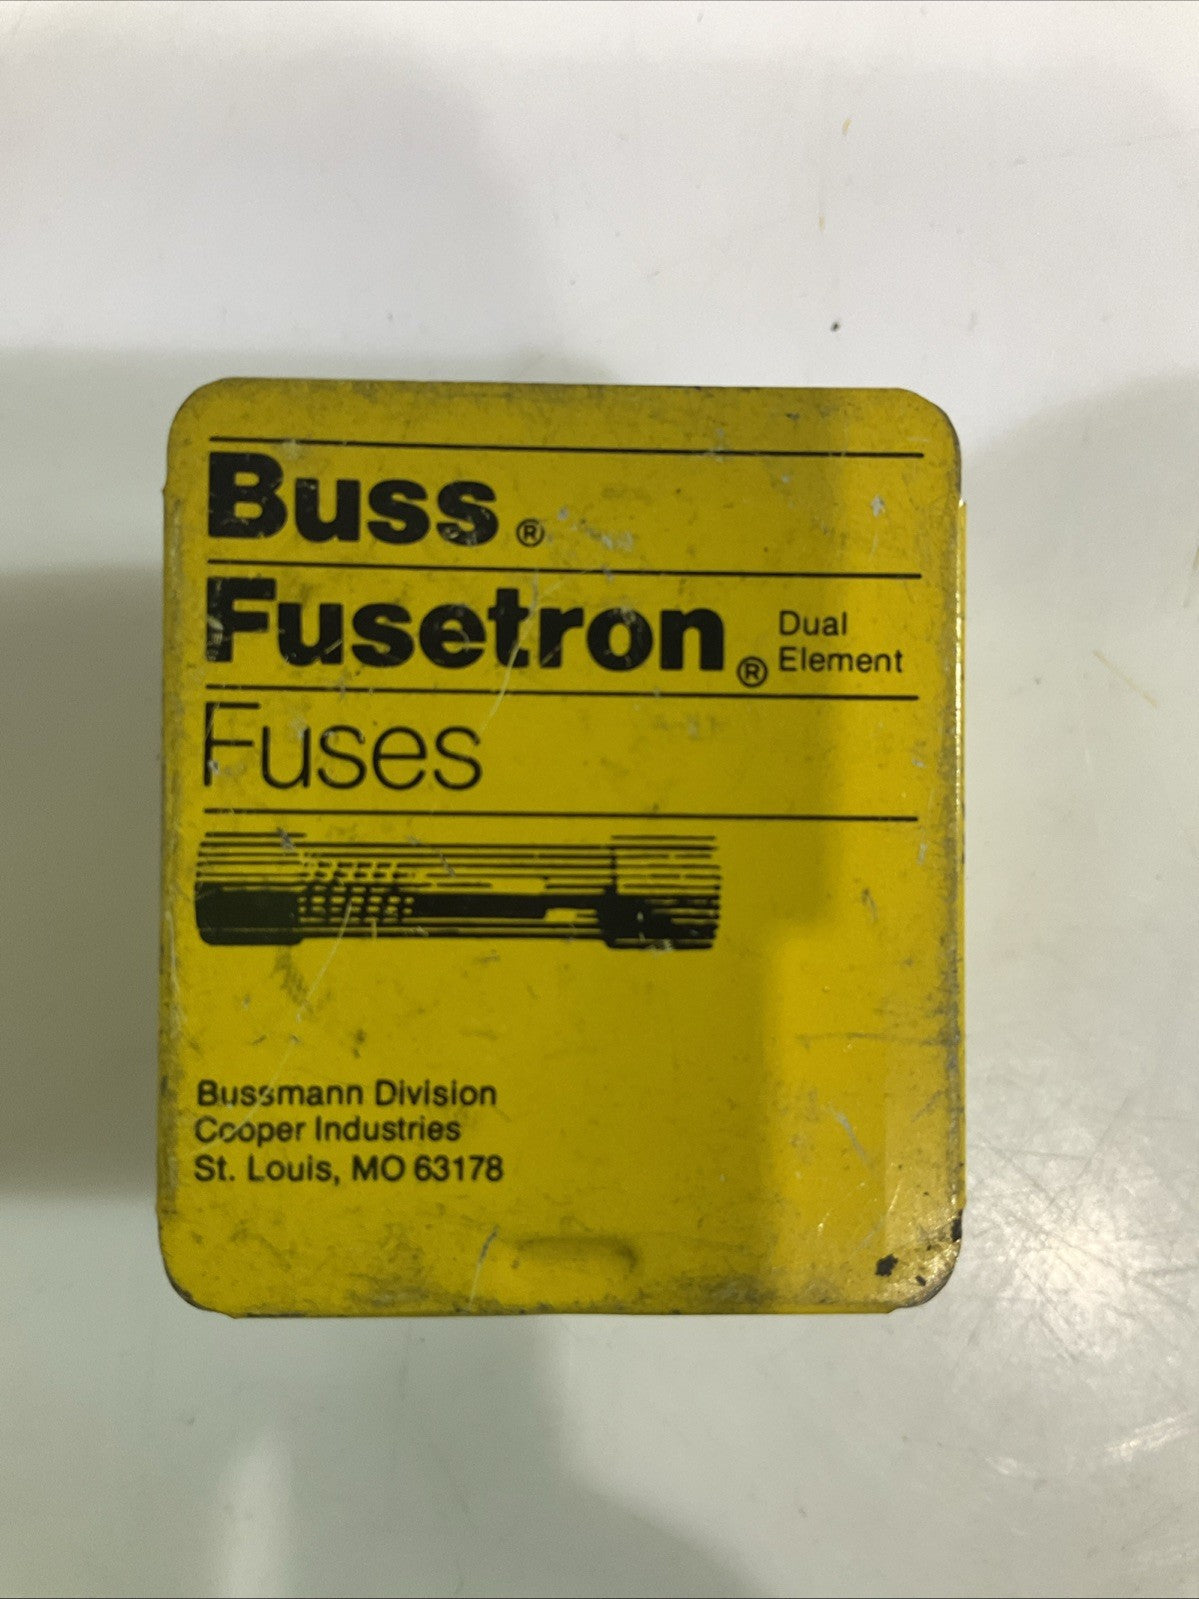 Buss®
Fusetron® Dual Element
Fuses
Bussmann Division
Cooper Industries
St. Louis, MO 63178